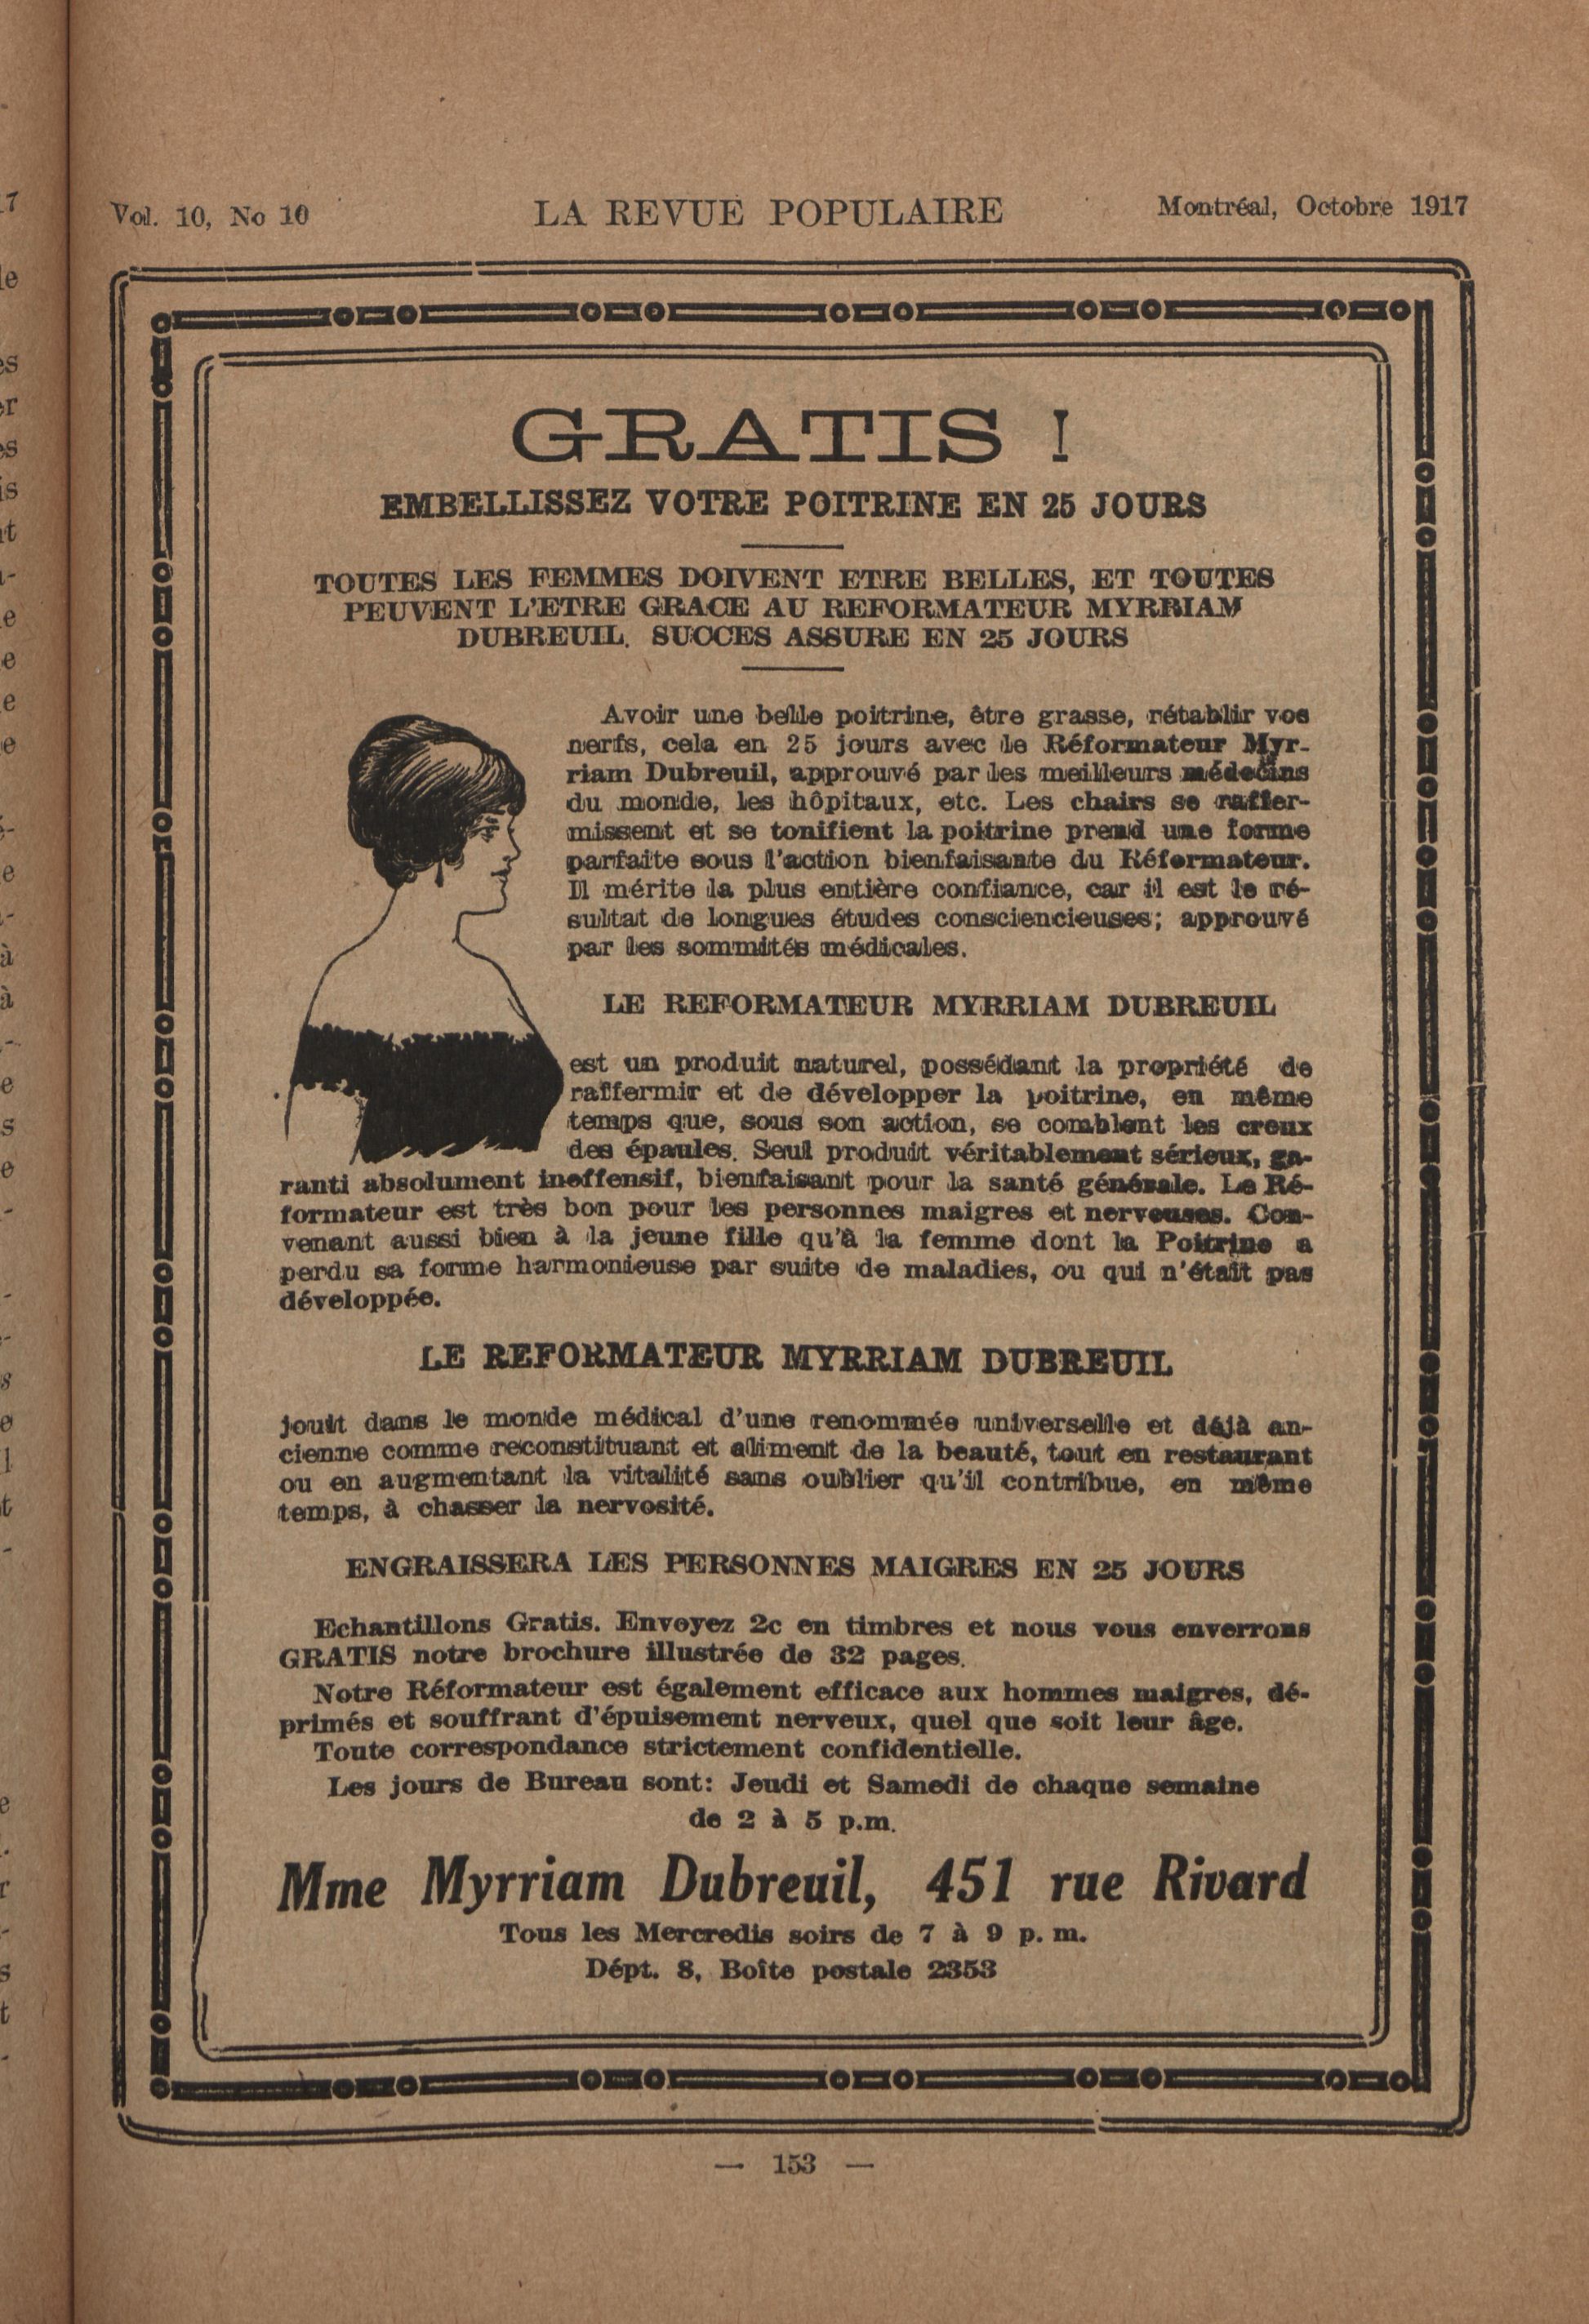 Vol. 10, No 10
LA REVUE POPULAIRE
Montréal, Octobre 1917
GRATIS !
EMBELLISSEZ VOTRE POITRINE EN 25 JOURS
TOUTES LES FEMMES DOIVENT ETRE BELLES, ET TOUTES
PEUVENT L'ETRE GRACE AU REFORMATEUR MYRRIAM
DUBREUIL. SUCCES ASSURE EN 25 JOURS
Avoir une belle poitrine, être grasse, rétablir vos
nerfs, cela en 25 jours avec le Réformateur Myr-
riam Dubreuil, approuvé par les meilleurs médecins
du monde, les hôpitaux, etc. Les chairs se raffer-
missent et se tonifient la poitrine prend une forme
parfaite sous l'action bienfaisante du Réformateur.
Il mérite la plus entière confiance, car il est le ré-
sultat de longues études consciencieuses; approuvé
par les sommités médicales.
LE REFORMATEUR MYRRIAM DUBREUIL
est un produit naturel, possédant la propriété de
raffermir et de développer la poitrine, en même
temps que, sous son action, se comblent les creux
des épaules. Seul produit véritablement sérieux, ga-
ranti absolument inoffensif, bienfaisant pour la santé générale. Le Ré-
formateur est très bon pour les personnes maigres et nerveuses. Con-
venant aussi bien à la jeune fille qu'à la femme dont la Poitrine a
perdu sa forme harmonieuse par suite de maladies, ou qui n'était pas
développée.
LE REFORMATEUR MYRRIAM DUBREUIL
jouit dans le monde médical d'une renommée universelle et déjà an-
cienne comme reconstituant et aliment de la beauté, tout en restaurant
ou en augmentant la vitalité sans oublier qu'il contribue, en même
temps, à chasser la nervosité.
ENGRAISSERA LES PERSONNES MAIGRES EN 25 JOURS
Echantillons Gratis. Envoyez 2c en timbres et nous vous enverrons
GRATIS notre brochure illustrée de 32 pages.
Notre Réformateur est également efficace aux hommes maigres, dé-
primés et souffrant d'épuisement nerveux, quel que soit leur âge.
Toute correspondance strictement confidentielle.
Les jours de Bureau sont: Jeudi et Samedi de chaque semaine
de 2 à 5 p.m.
Mme Myrriam Dubreuil, 451 rue Rivard
Tous les Mercredis soirs de 7 à 9 p. m.
Dépt. 8, Boîte postale 2353
— 153 —